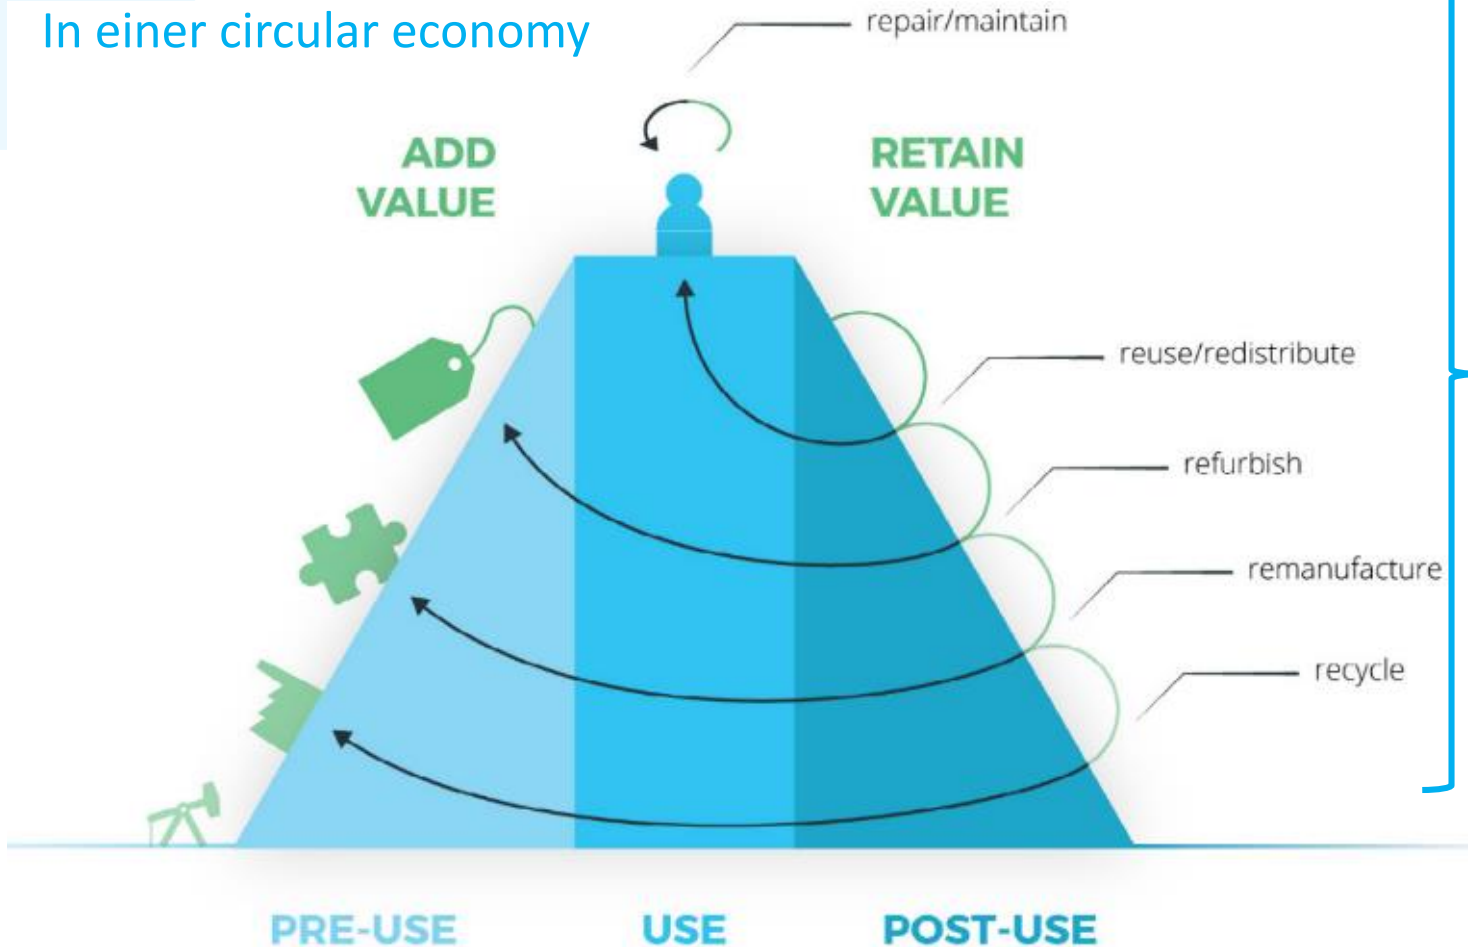 In einer circular economy
repair/maintain
ADD
VALUE
RETAIN
VALUE
reuse/redistribute
refurbish
remanufacture
recycle
PRE-USE
USE
POST-USE